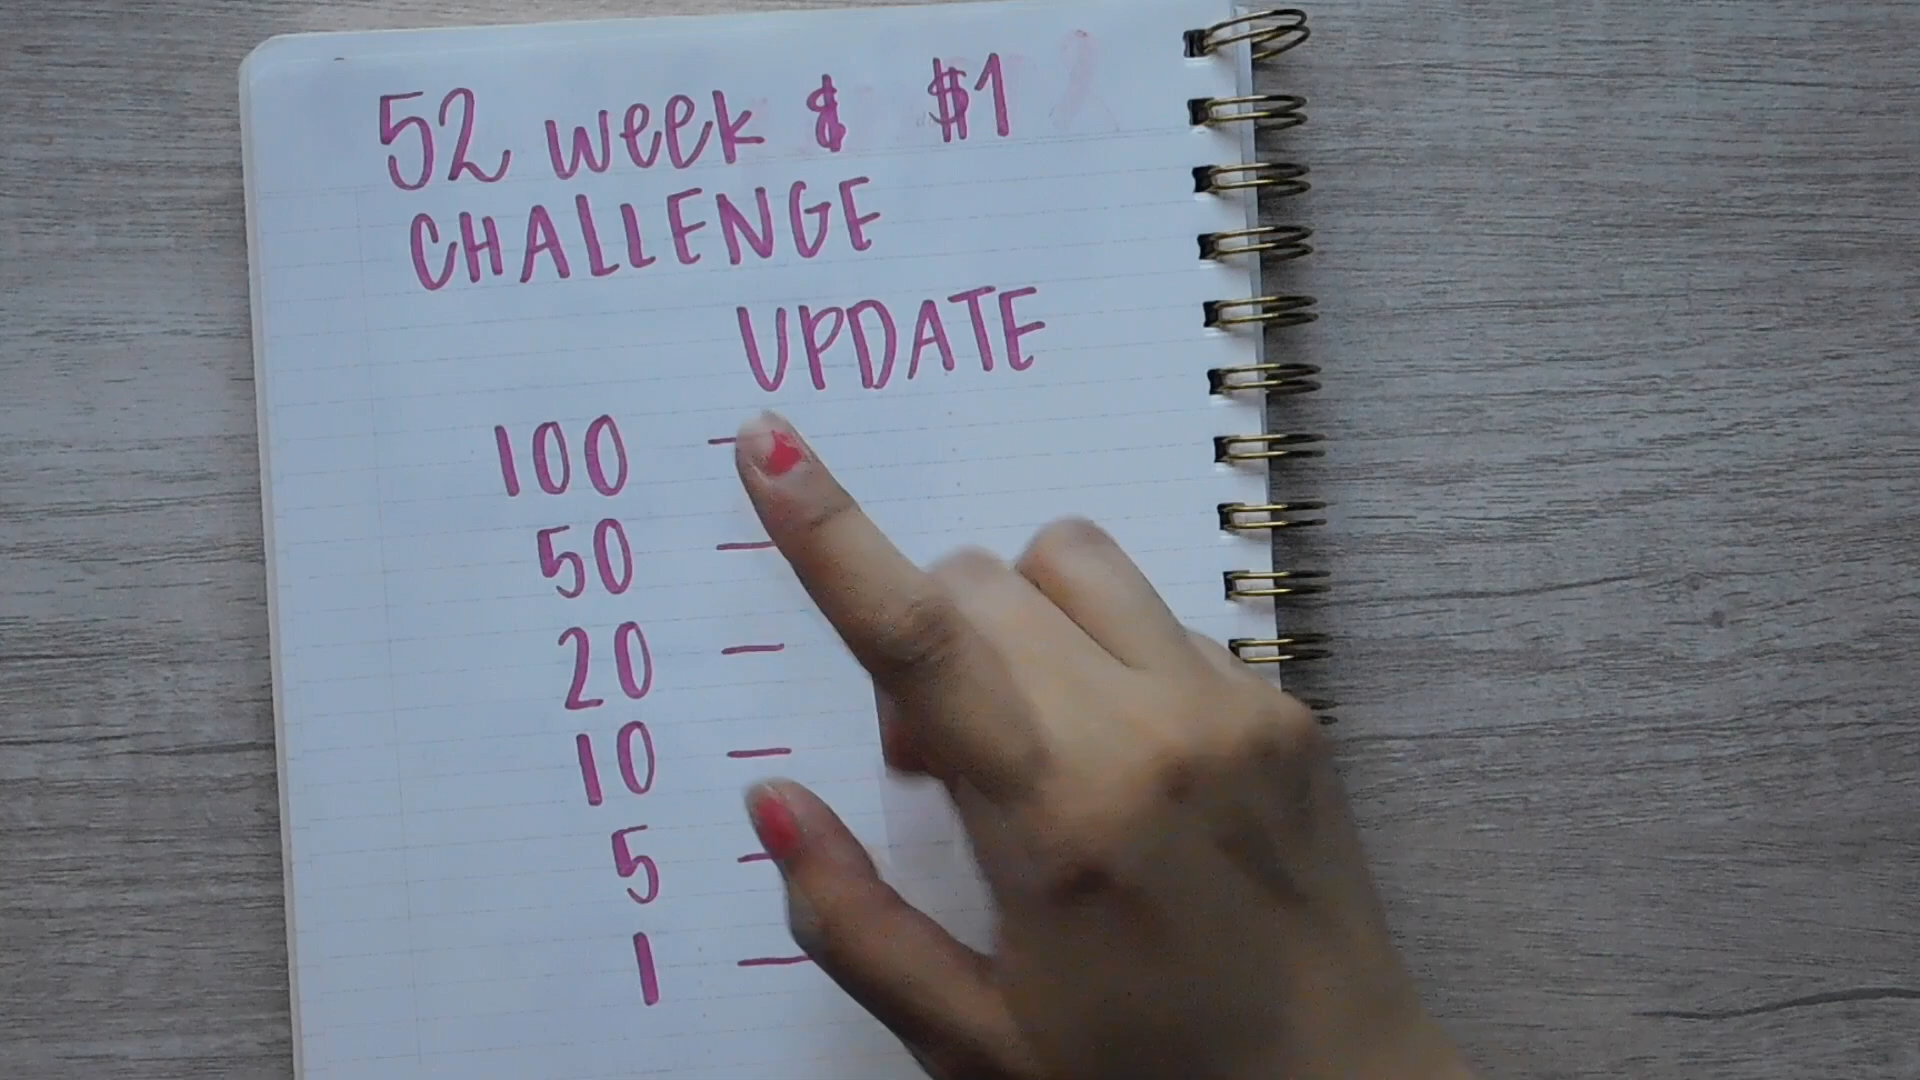 52 week & $1
CHALLENGE
UPDATE
100 –
50 –
20 –
10 –
5 –
1 –